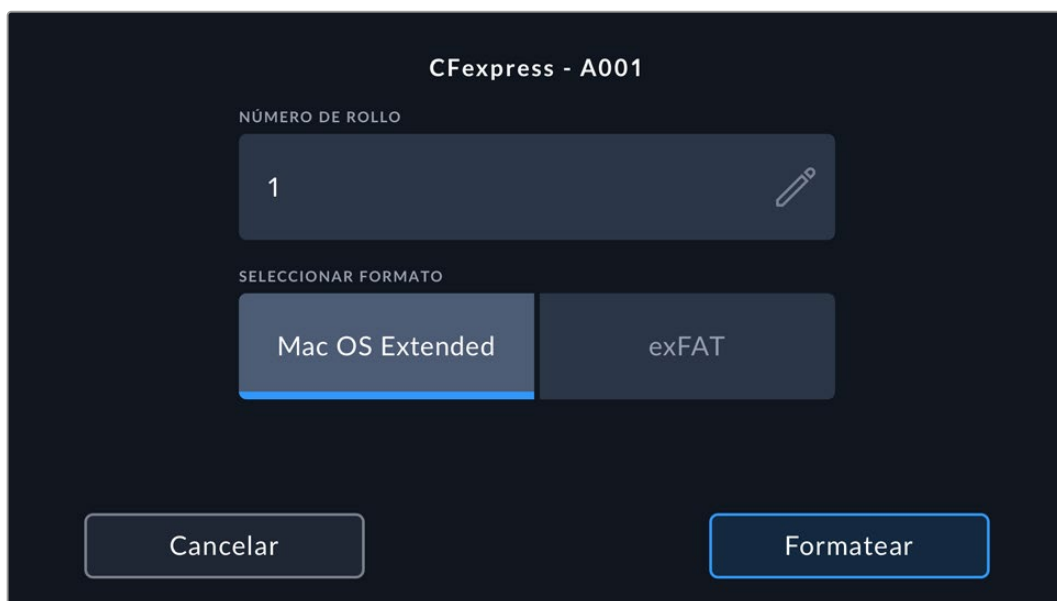 CFexpress - A001
NÚMERO DE ROLLO
1
SELECCIONAR FORMATO
Mac OS Extended
exFAT
Cancelar
Formatear